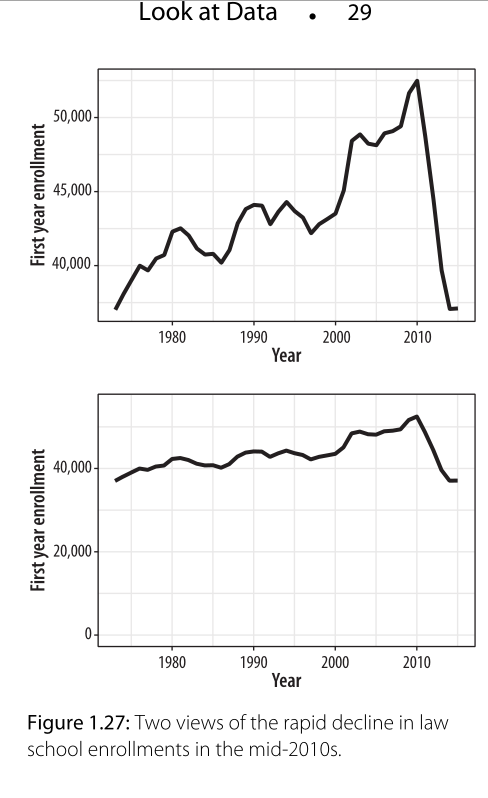 Look at Data • 29
First year enrollment
50,000
45,000
40,000
1980 1990 2000 2010
Year
First year enrollment
40,000
20,000
0
1980 1990 2000 2010
Year
Figure 1.27: Two views of the rapid decline in law
school enrollments in the mid-2010s.